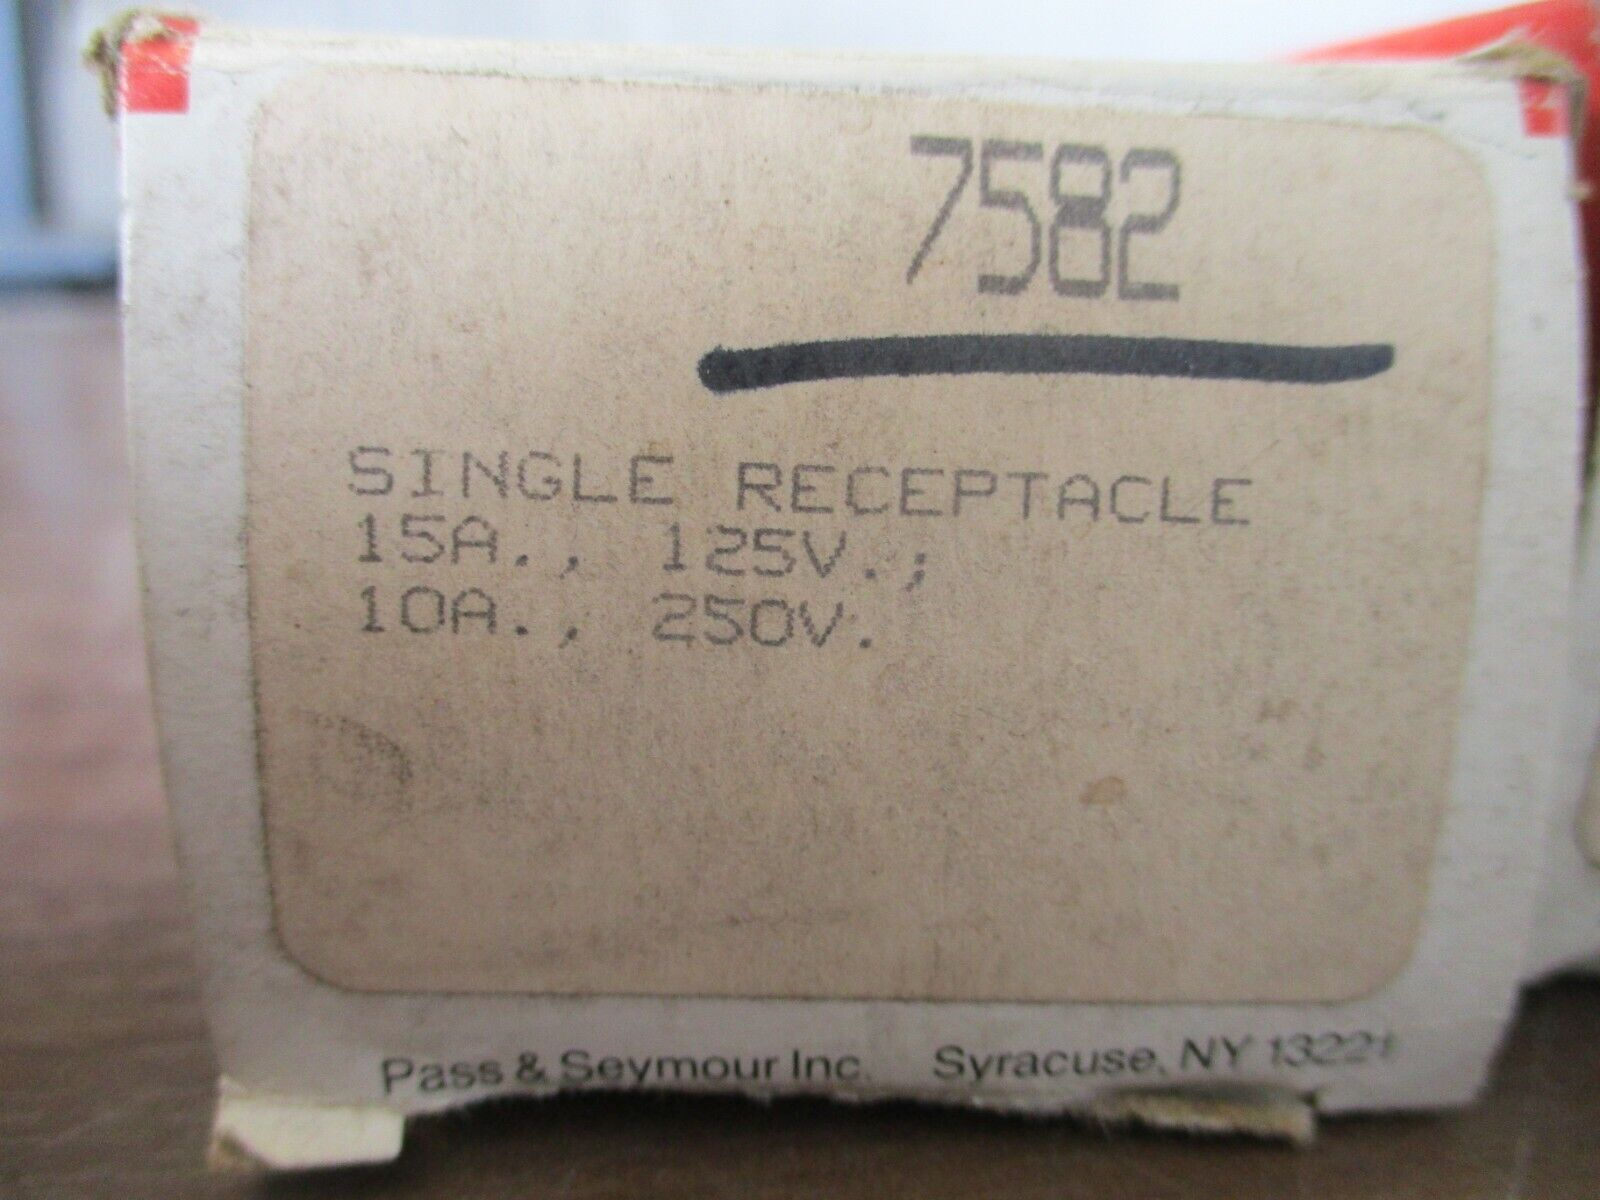 7582
SINGLE RECEPTACLE
15A., 125V.;
10A., 250V.
Pass & Seymour Inc. Syracuse, NY 13221